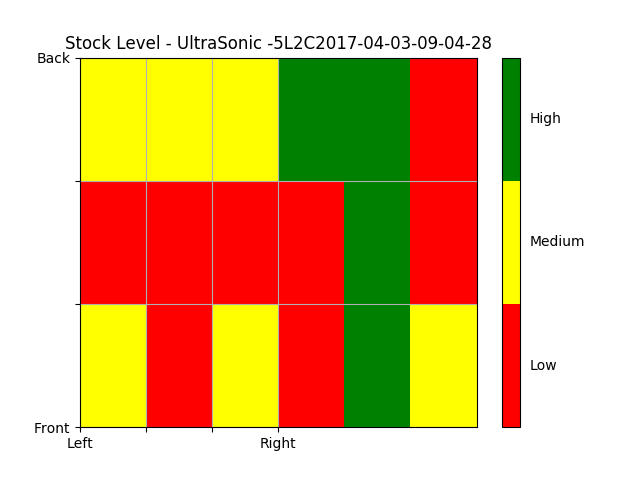 Stock Level - UltraSonic -5L2C2017-04-03-09-04-28
Back
High
Medium
Low
Front
Left
Right